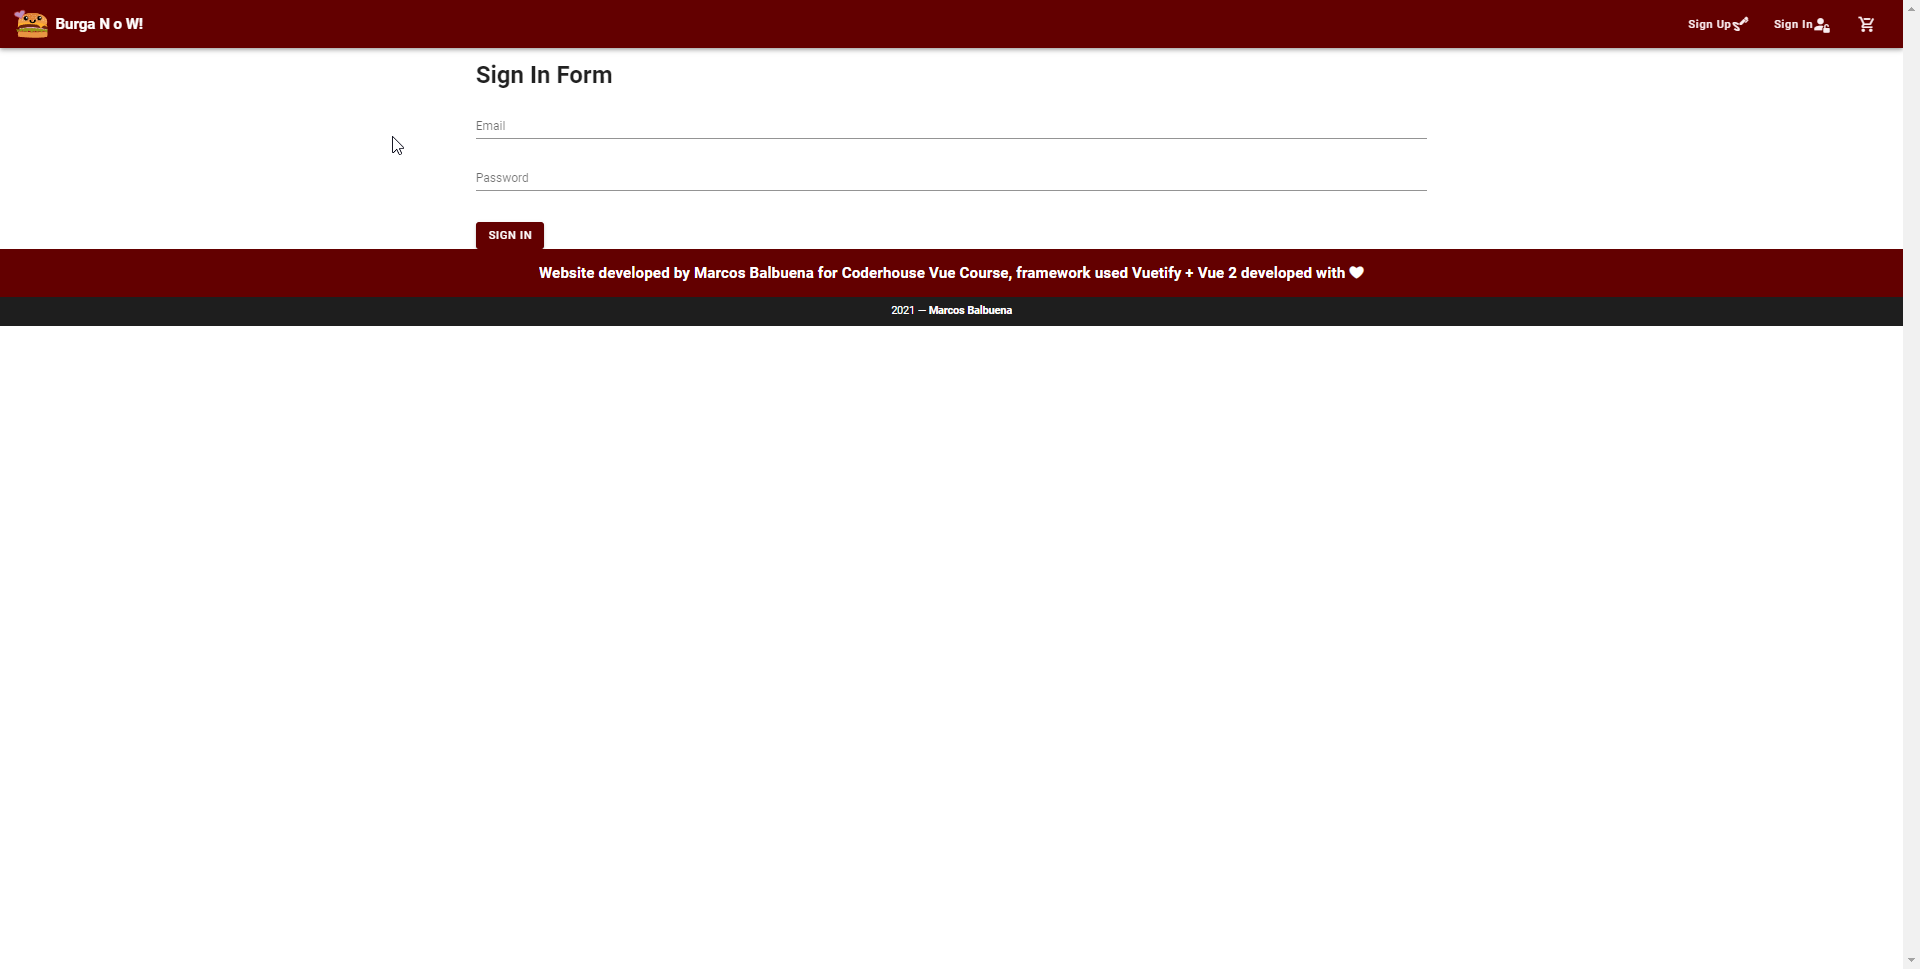 Burga N o W!
Sign Up
Sign In
Sign In Form
Email
Password
SIGN IN
Website developed by Marcos Balbuena for Coderhouse Vue Course, framework used Vuetify + Vue 2 developed with
2021 — Marcos Balbuena